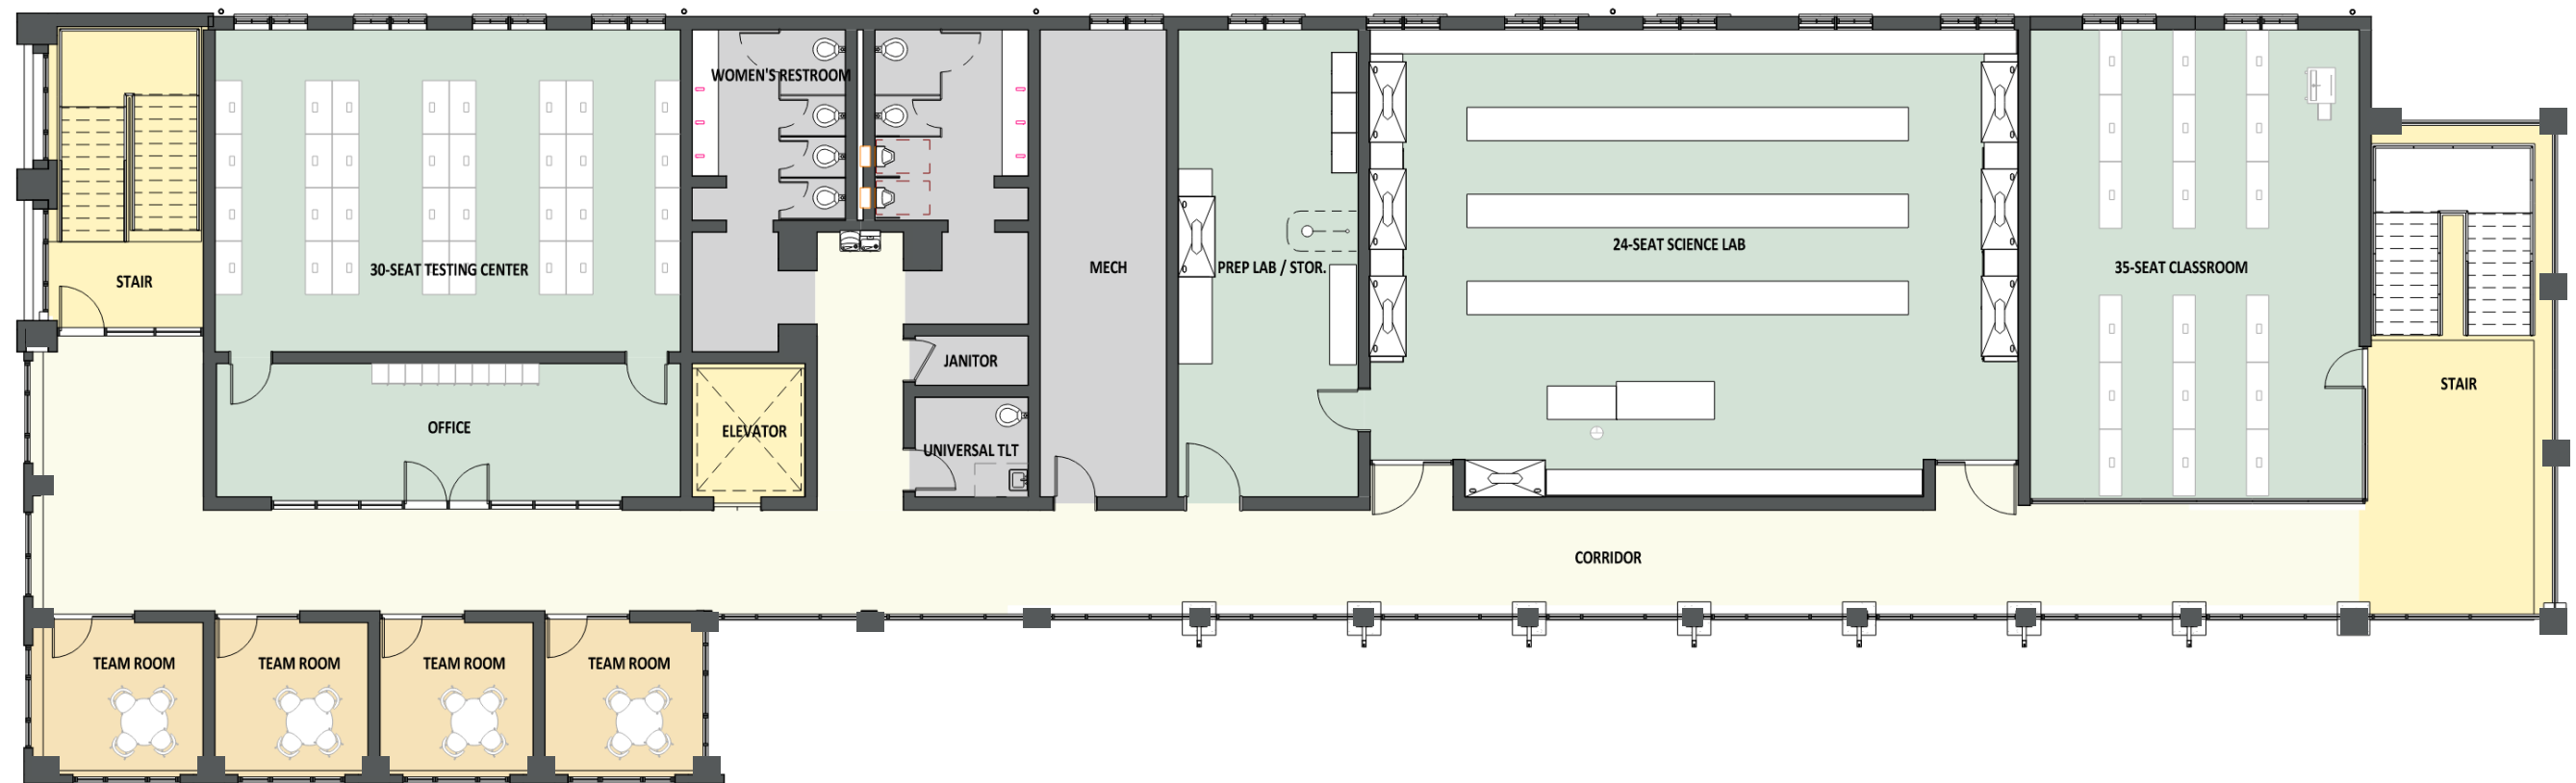 WOMEN'S RESTROOM
30-SEAT TESTING CENTER
STAIR
MECH
PREP LAB / STOR.
24-SEAT SCIENCE LAB
35-SEAT CLASSROOM
JANITOR
STAIR
OFFICE
ELEVATOR
UNIVERSAL TLT
CORRIDOR
TEAM ROOM
TEAM ROOM
TEAM ROOM
TEAM ROOM